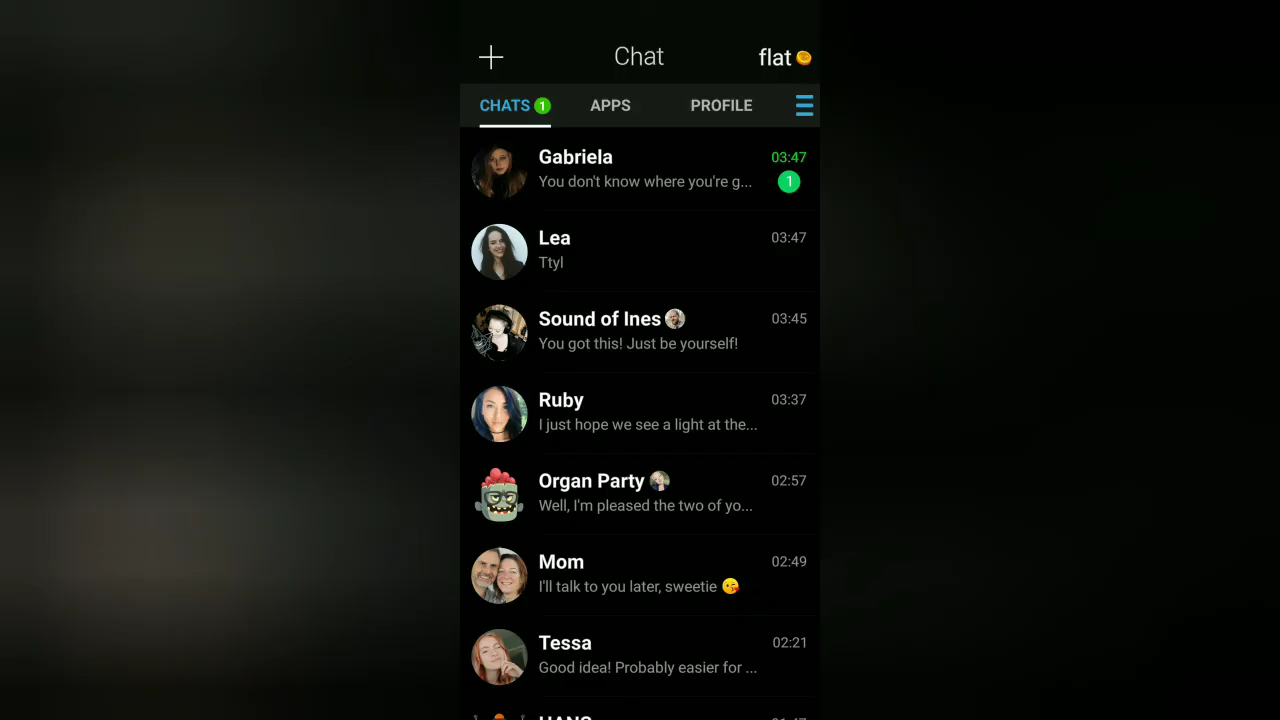 Chat
flat
CHATS 1
APPS
PROFILE
Gabriela
03:47
You don't know where you're g...
1
Lea
03:47
Ttyl
Sound of Ines
03:45
You got this! Just be yourself!
Ruby
03:37
I just hope we see a light at the...
Organ Party
02:57
Well, I'm pleased the two of yo...
Mom
02:49
I'll talk to you later, sweetie 😘
Tessa
02:21
Good idea! Probably easier for ...